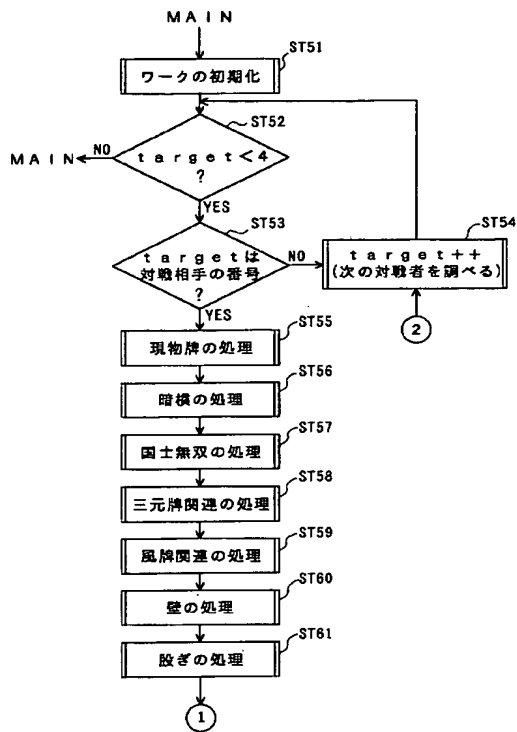 MAIN
ST51
ワークの初期化
ST52
target<4
?
NO
MAIN
YES
ST53
targetは
対戦相手の番号
?
NO
ST54
target++
(次の対戦者を調べる)
2
YES
ST55
現物牌の処理
ST56
暗槓の処理
ST57
国士無双の処理
ST58
三元牌関連の処理
ST59
風牌関連の処理
ST60
壁の処理
ST61
股ぎの処理
1